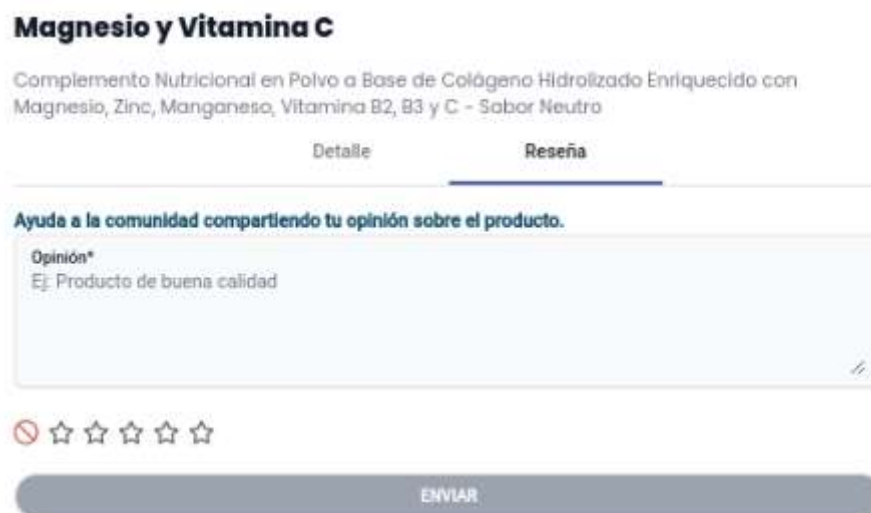 Magnesio y Vitamina C
Complemento Nutricional en Polvo a Base de Colágeno Hidrolizado Enriquecido con
Magnesio, Zinc, Manganeso, Vitamina B2, B3 y C - Sabor Neutro
Detalle
Reseña
Ayuda a la comunidad compartiendo tu opinión sobre el producto.
Opinión*
Ej: Producto de buena calidad
ENVIAR